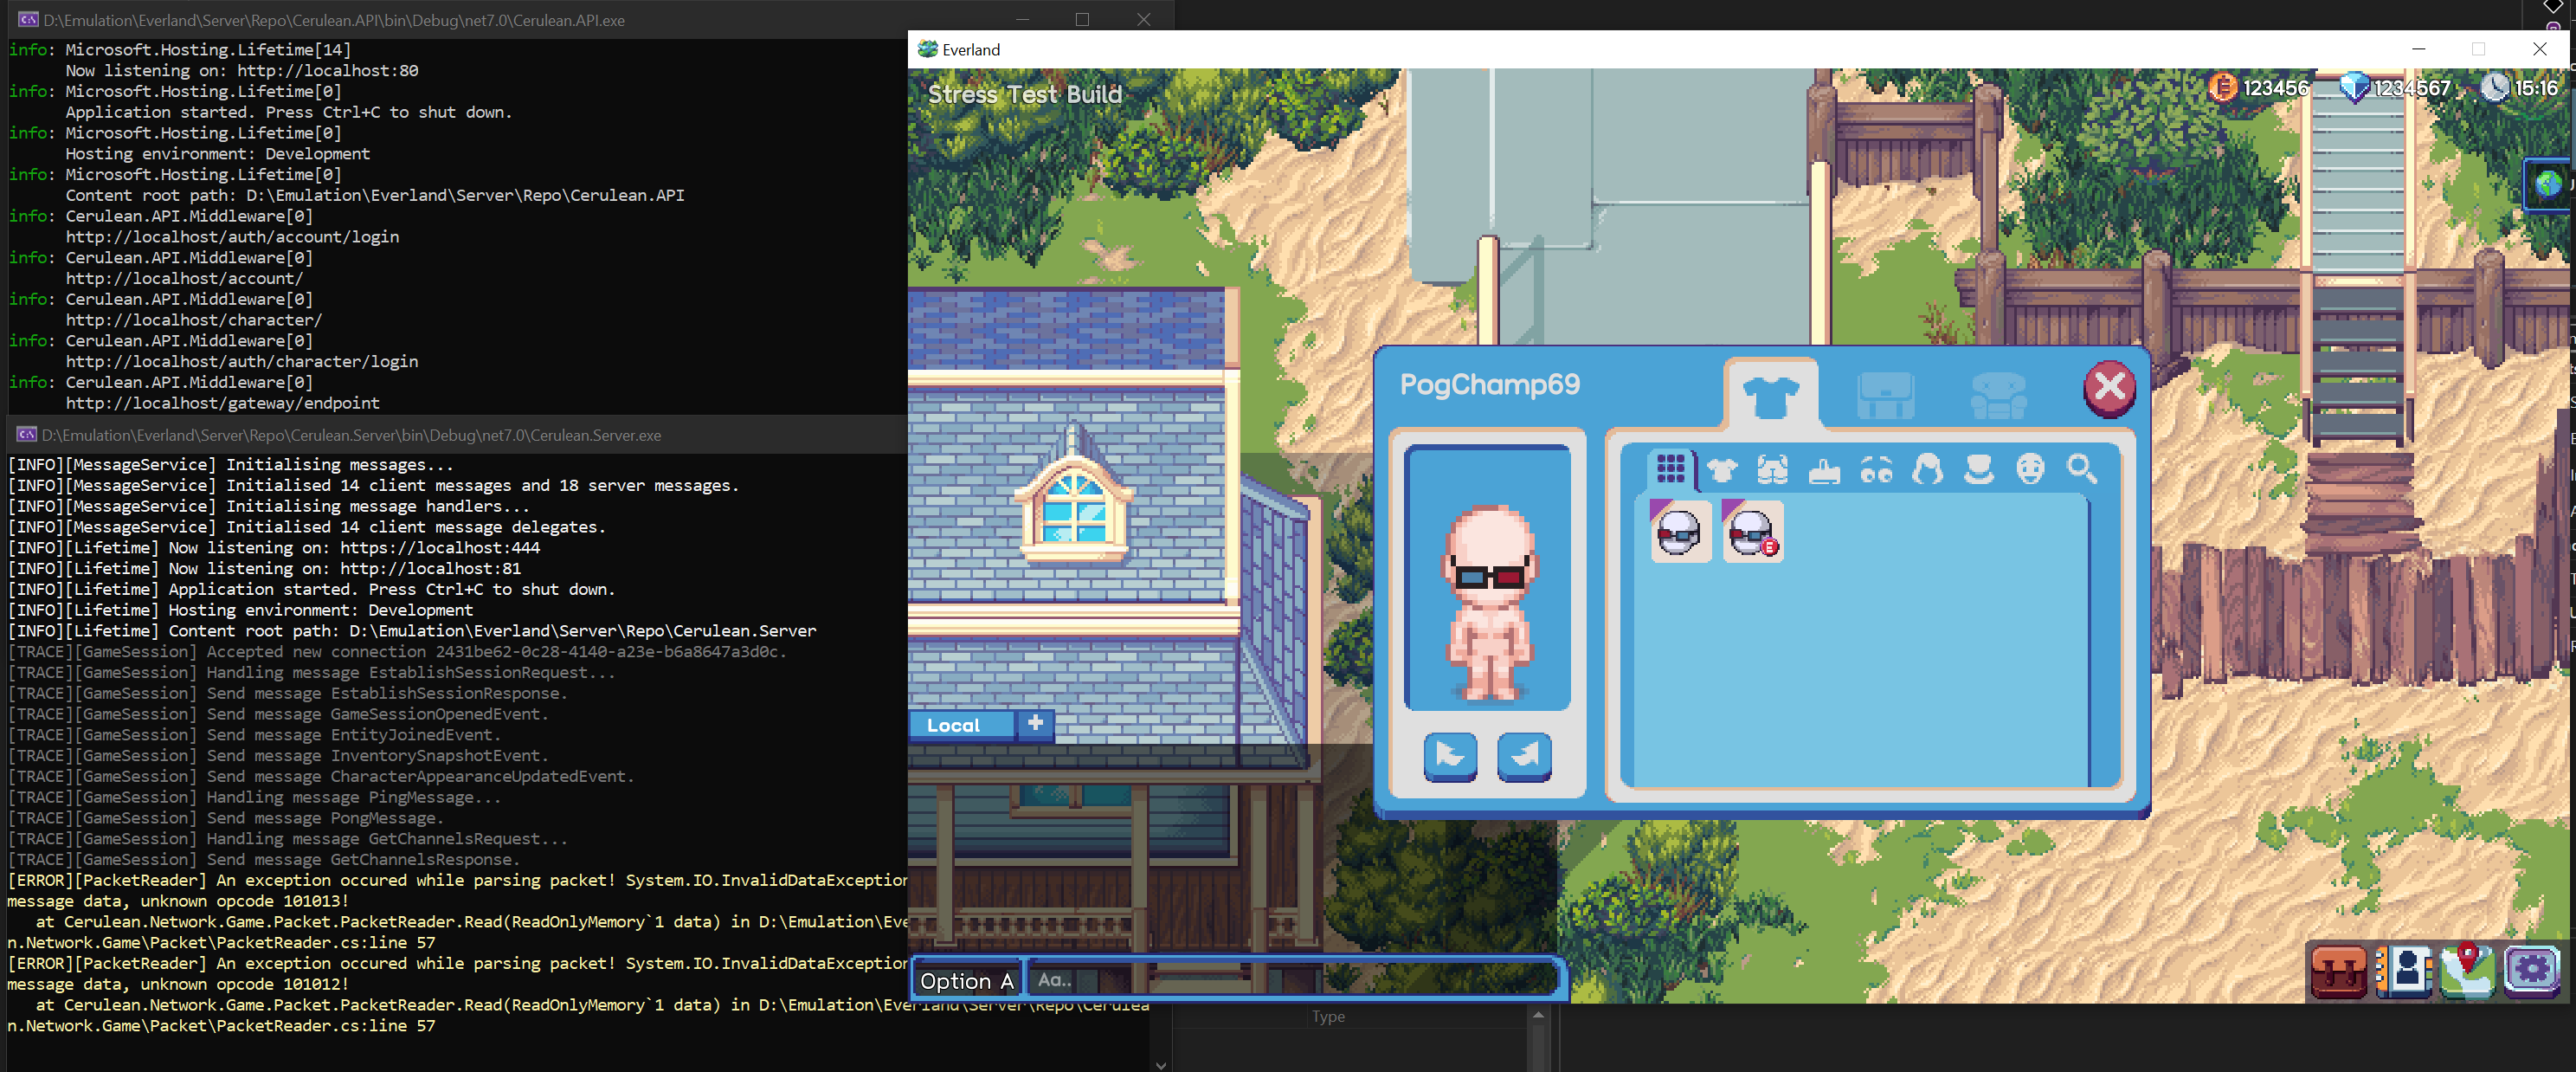 D:\Emulation\Everland\Server\Repo\Cerulean.API\bin\Debug\net7.0\Cerulean.API.exe
info: Microsoft.Hosting.Lifetime[14]
Now listening on: http://localhost:80
info: Microsoft.Hosting.Lifetime[0]
Application started. Press Ctrl+C to shut down.
info: Microsoft.Hosting.Lifetime[0]
Hosting environment: Development
info: Microsoft.Hosting.Lifetime[0]
Content root path: D:\Emulation\Everland\Server\Repo\Cerulean.API
info: Cerulean.API.Middleware[0]
http://localhost/auth/account/login
info: Cerulean.API.Middleware[0]
http://localhost/account/
info: Cerulean.API.Middleware[0]
http://localhost/character/
info: Cerulean.API.Middleware[0]
http://localhost/auth/character/login
info: Cerulean.API.Middleware[0]
http://localhost/gateway/endpoint
D:\Emulation\Everland\Server\Repo\Cerulean.Server\bin\Debug\net7.0\Cerulean.Server.exe
[INFO][MessageService] Initialising messages...
[INFO][MessageService] Initialised 14 client messages and 18 server messages.
[INFO][MessageService] Initialising message handlers...
[INFO][MessageService] Initialised 14 client message delegates.
[INFO][Lifetime] Now listening on: https://localhost:444
[INFO][Lifetime] Now listening on: http://localhost:81
[INFO][Lifetime] Application started. Press Ctrl+C to shut down.
[INFO][Lifetime] Hosting environment: Development
[INFO][Lifetime] Content root path: D:\Emulation\Everland\Server\Repo\Cerulean.Server
[TRACE][GameSession] Accepted new connection 2431be62-0c28-4140-a23e-b6a8647a3d0c.
[TRACE][GameSession] Handling message EstablishSessionRequest...
[TRACE][GameSession] Send message EstablishSessionResponse.
[TRACE][GameSession] Send message GameSessionOpenedEvent.
[TRACE][GameSession] Send message EntityJoinedEvent.
[TRACE][GameSession] Send message InventorySnapshotEvent.
[TRACE][GameSession] Send message CharacterAppearanceUpdatedEvent.
[TRACE][GameSession] Handling message PingMessage...
[TRACE][GameSession] Send message PongMessage.
[TRACE][GameSession] Handling message GetChannelsRequest...
[TRACE][GameSession] Send message GetChannelsResponse.
[ERROR][PacketReader] An exception occured while parsing packet! System.IO.InvalidDataException
message data, unknown opcode 101013!
at Cerulean.Network.Game.Packet.PacketReader.Read(ReadOnlyMemory`1 data) in D:\Emulation\Eve
n.Network.Game\Packet\PacketReader.cs:line 57
[ERROR][PacketReader] An exception occured while parsing packet! System.IO.InvalidDataException
message data, unknown opcode 101012!
at Cerulean.Network.Game.Packet.PacketReader.Read(ReadOnlyMemory`1 data) in D:\Emulation\Everland\Server\Repo\Cerulea
n.Network.Game\Packet\PacketReader.cs:line 57
Everland
Stress Test Build
123456
1234567
15:16
PogChamp69
E
Local
+
Option A
Aa..
Type